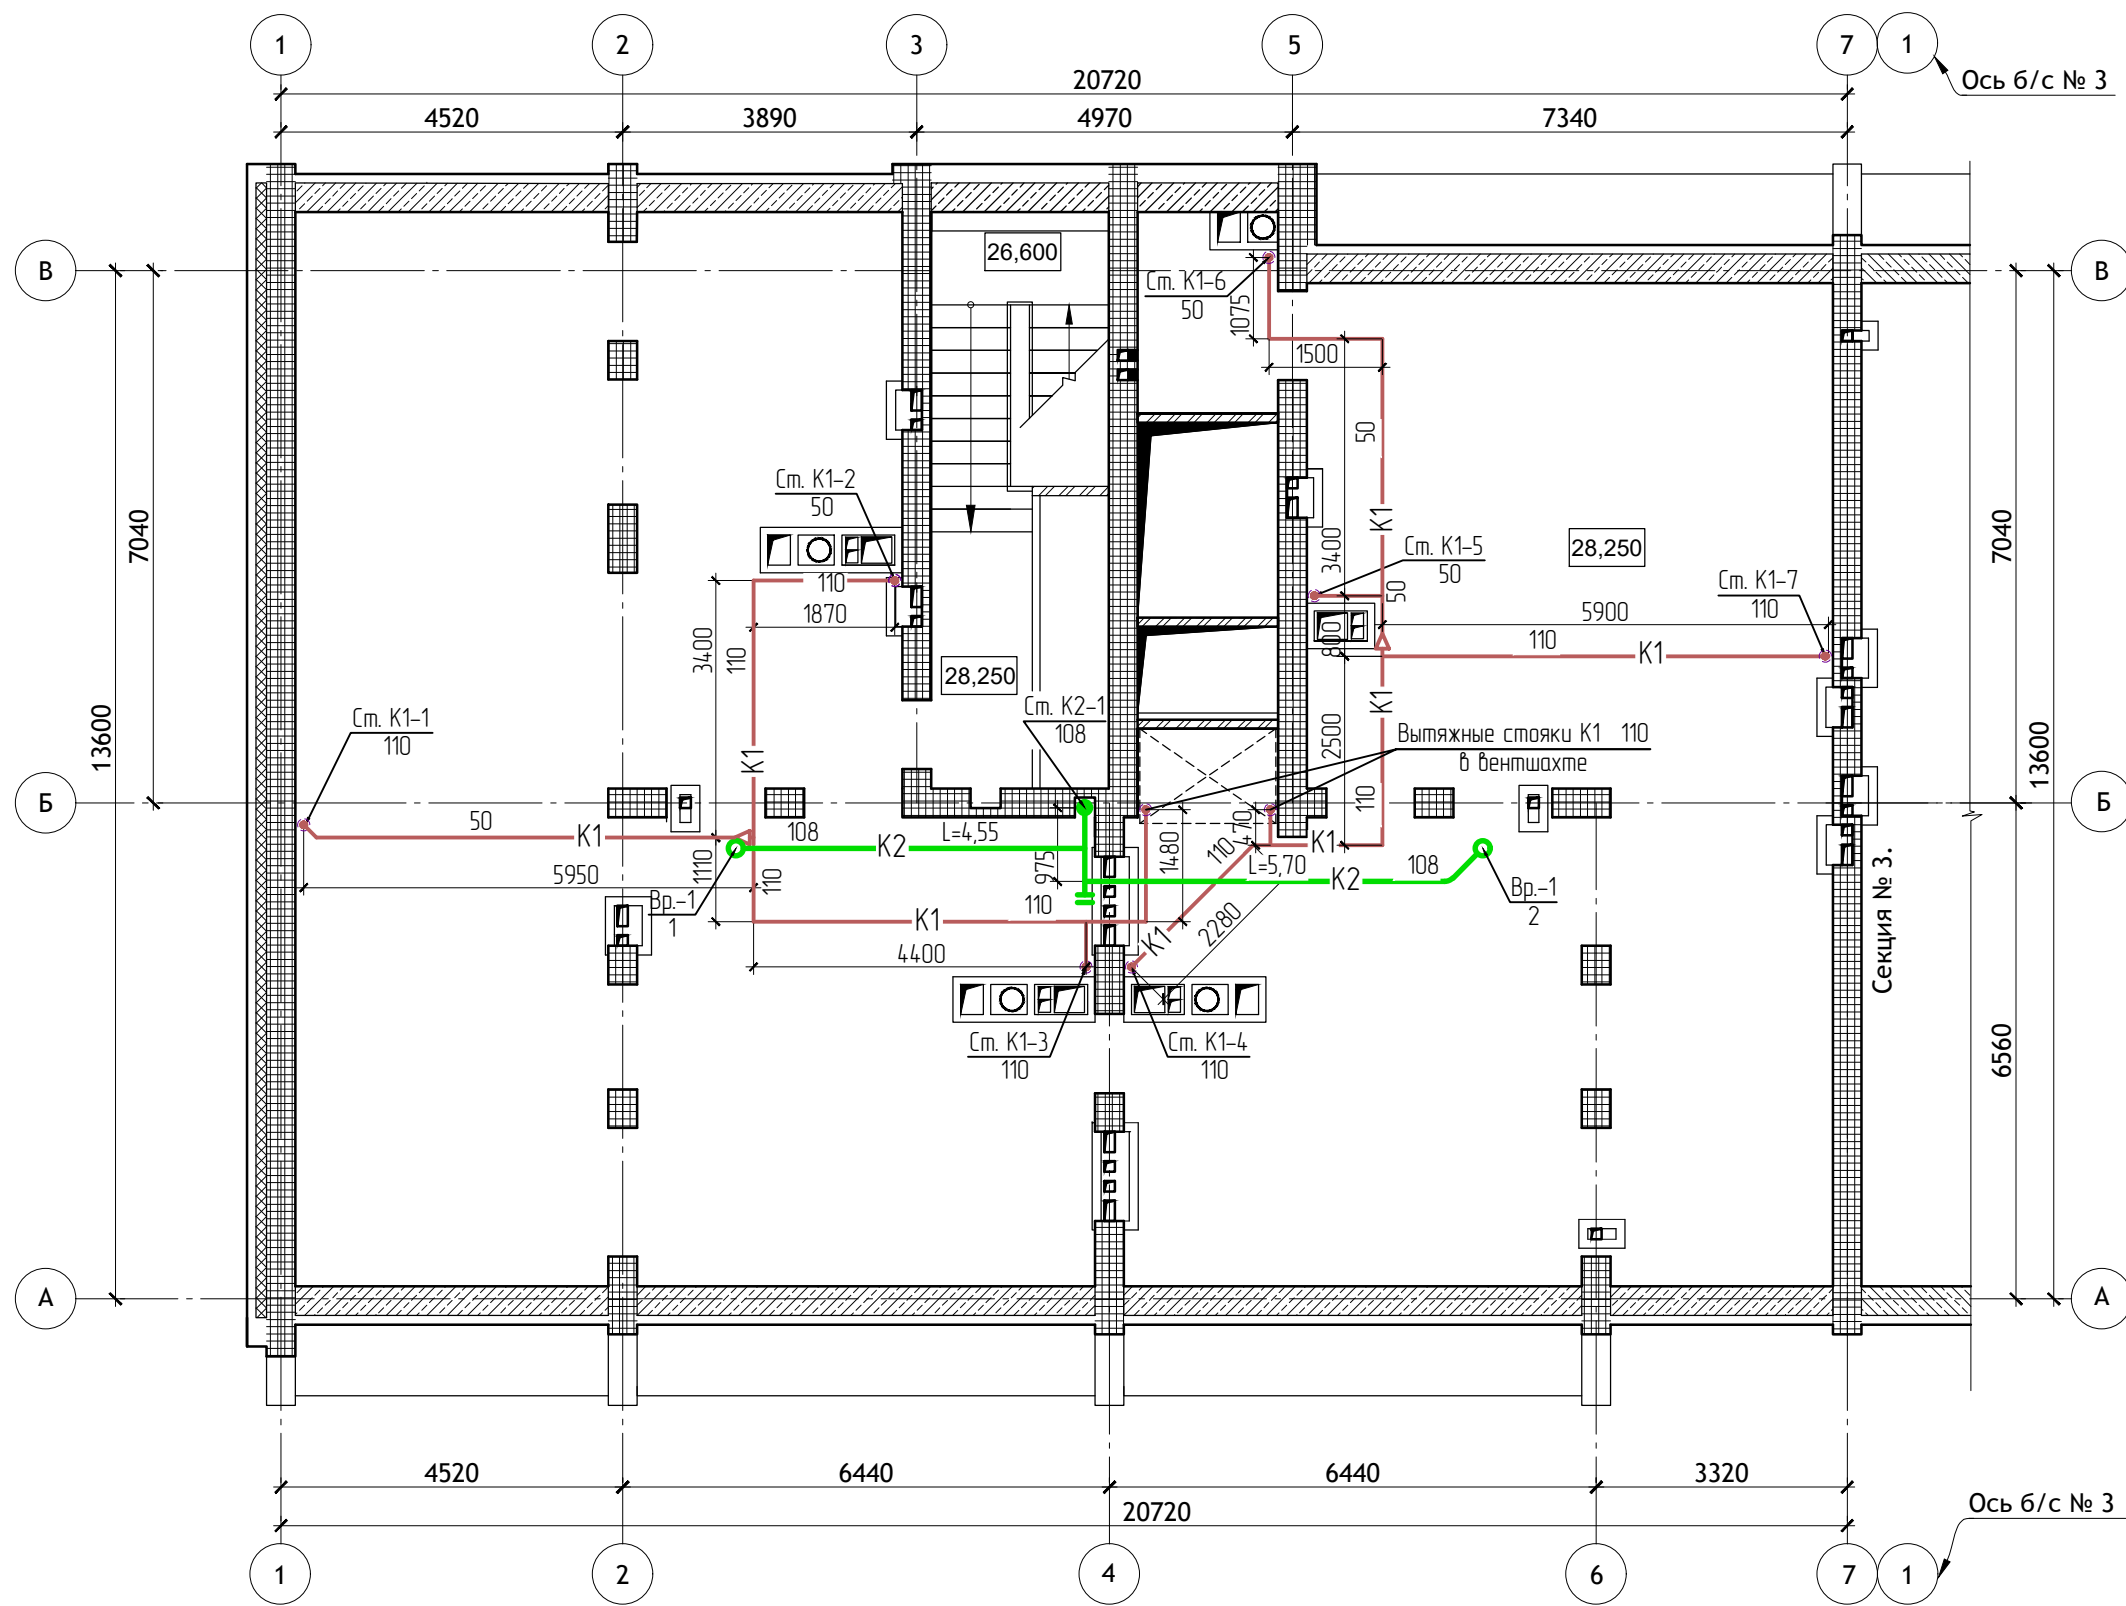 1 2 3 5 7 1
20720
Ось б/с № 3
4520 3890 4970 7340
В 26,600 В
Ст. К1-6
50
1075
1500
50
Ст. К1-2
50
К1
7040
28,250
7040
3400
Ст. К1-5
50
Ст. К1-7
110
110
50
5900
1870
800
110
К1
3400
110
28,250
К1
Ст. К1-1
110
Ст. К2-1
108
Вытяжные стояки К1 110
в вентшахте
2500
13600
К1
13600
110
Б Б
50
К1
108
L=4,55
К2
470
110
К1
1480
975
L=5,70
108
К2
1110
110
5950
Вр.-1
1
Вр.-1
2
Секция № 3.
К1
110
К1
2280
4400
Ст. К1-3
110
Ст. К1-4
110
6560
А А
4520 6440 6440 3320
20720
Ось б/с № 3
1 2 4 6 7 1